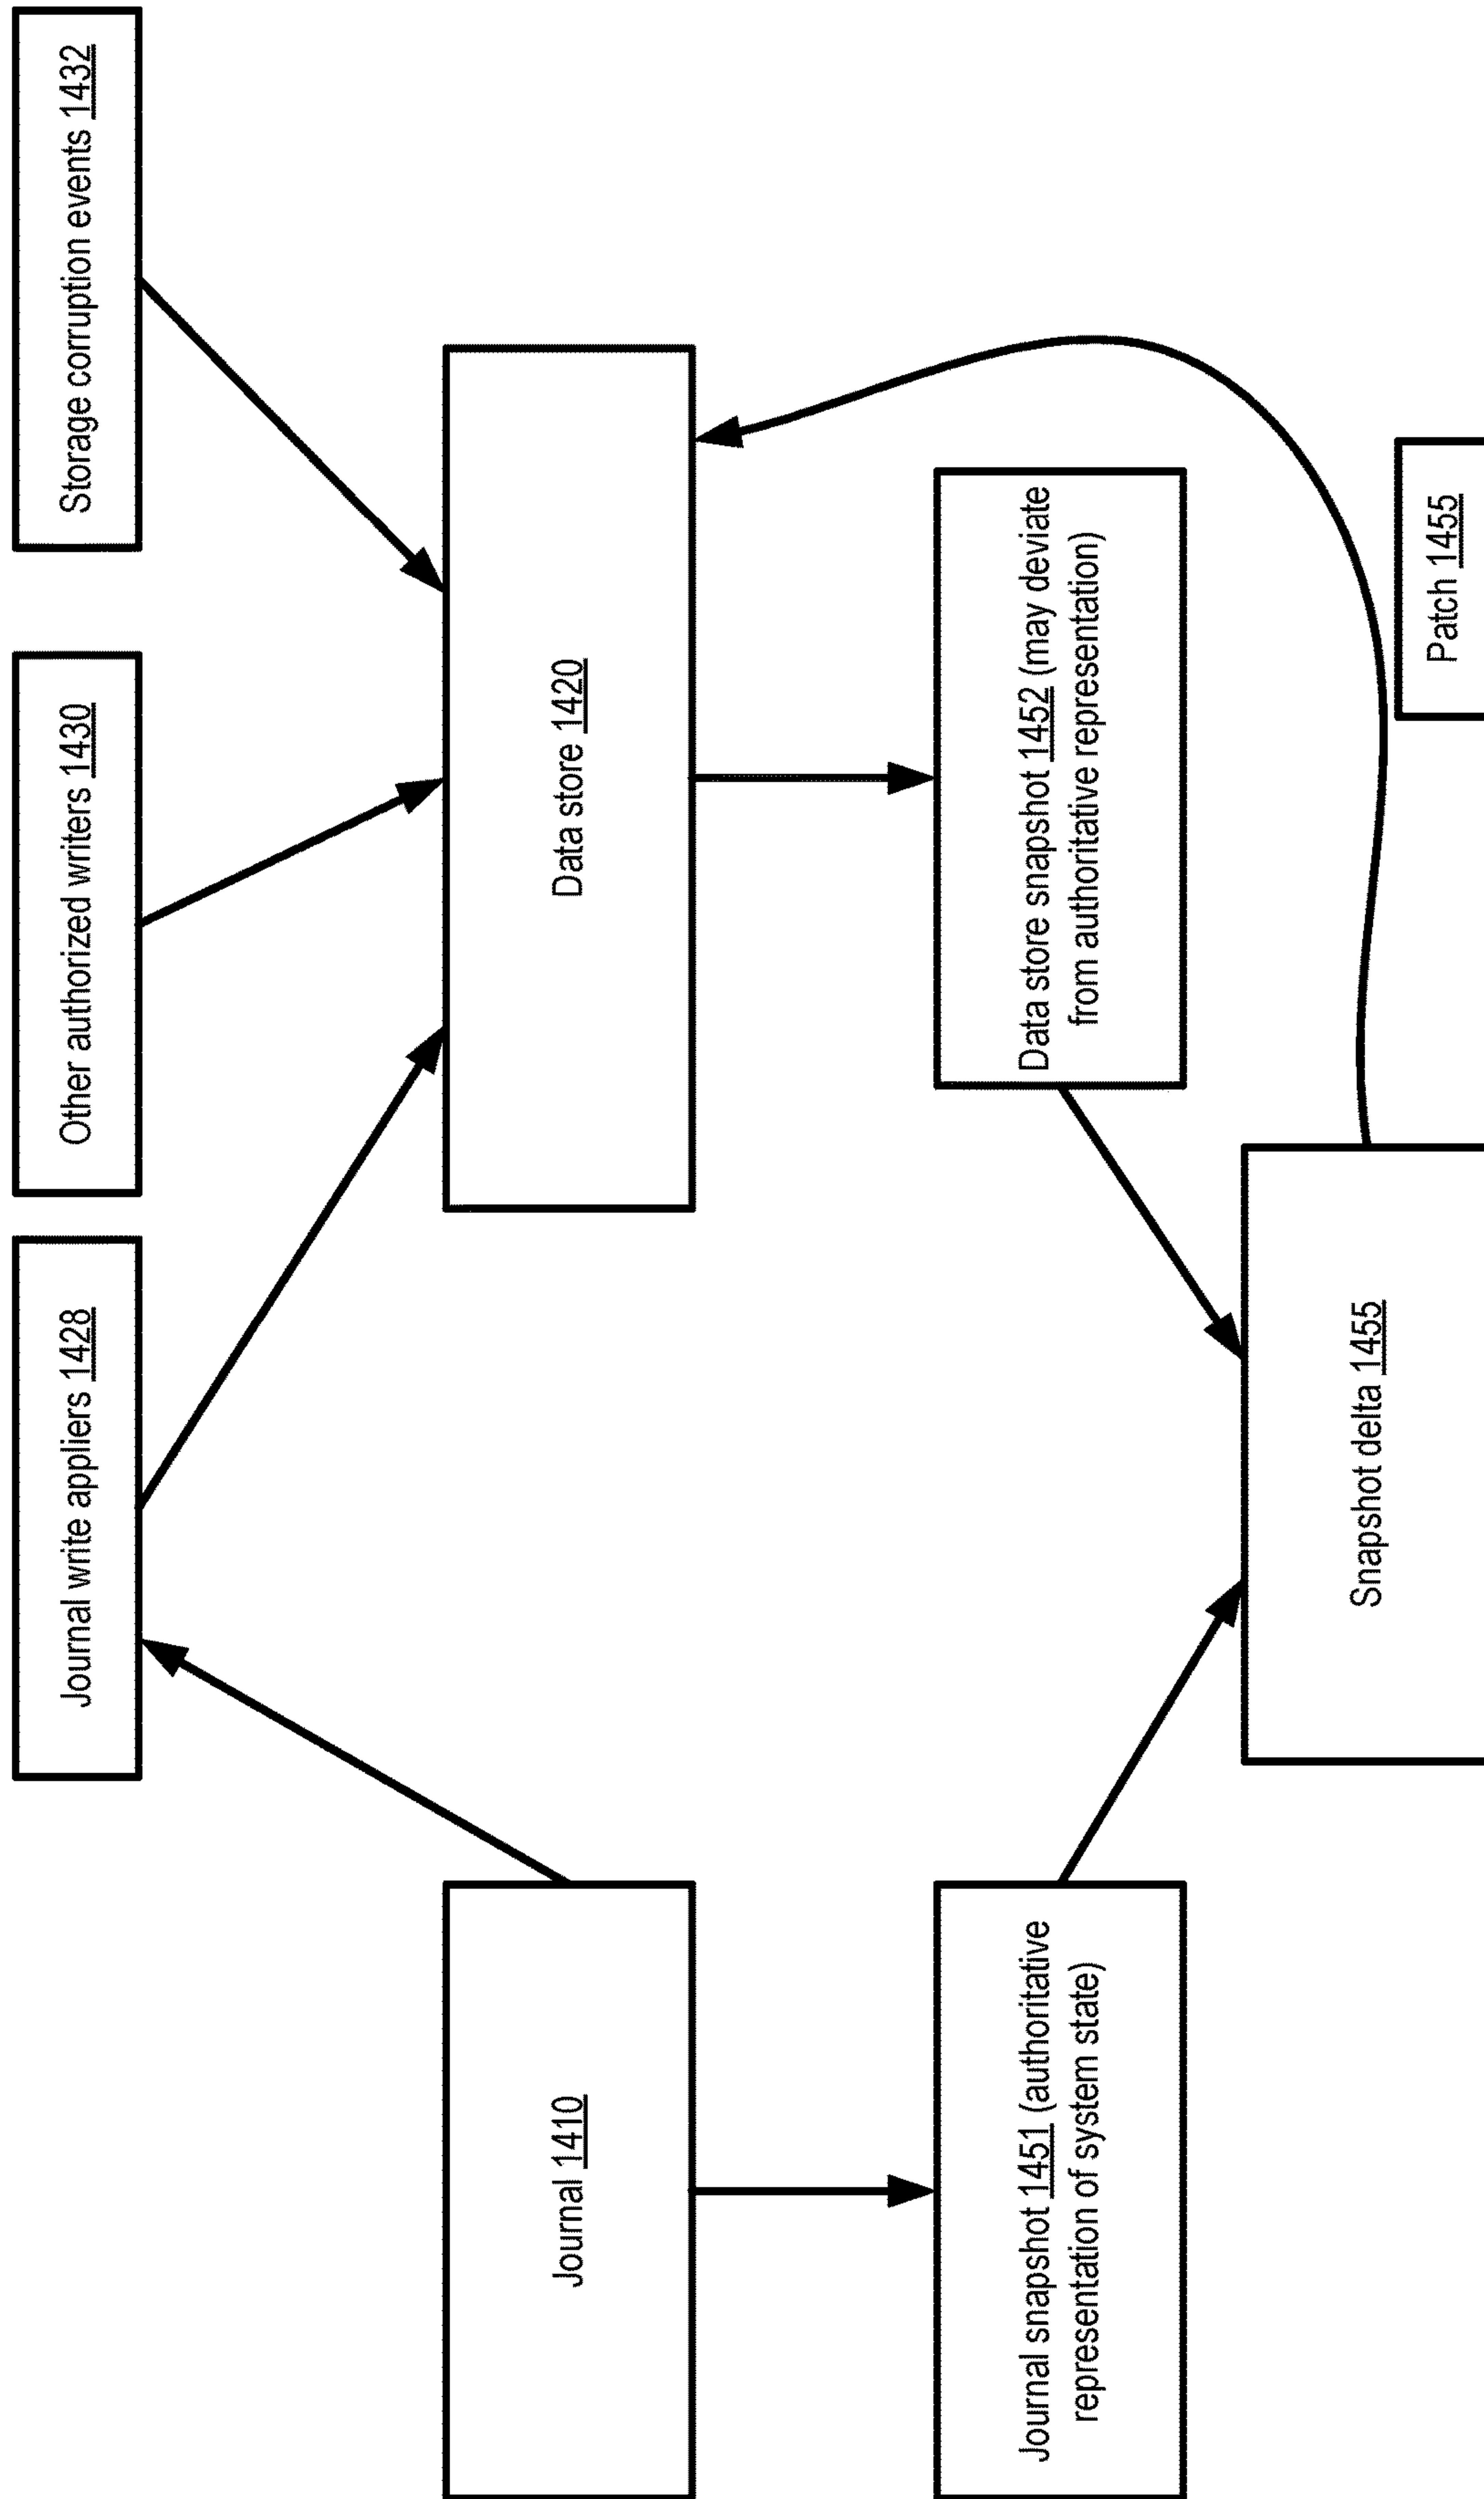 Journal write appliers 1428
Other authorized writers 1430
Storage corruption events 1432
Journal 1410
Data store 1420
Journal snapshot 1451 (authoritative
representation of system state)
Data store snapshot 1452 (may deviate
from authoritative representation)
Snapshot delta 1455
Patch 1455